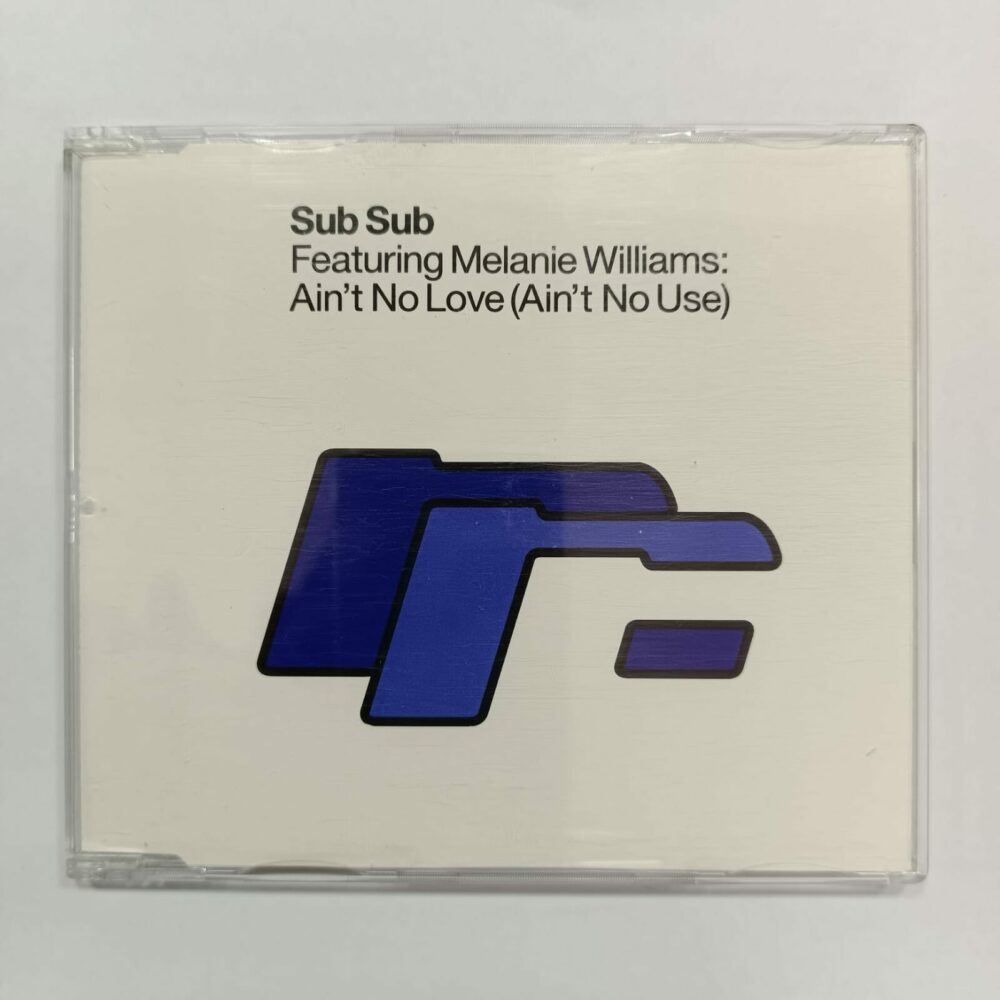 Sub Sub
Featuring Melanie Williams:
Ain't No Love (Ain't No Use)